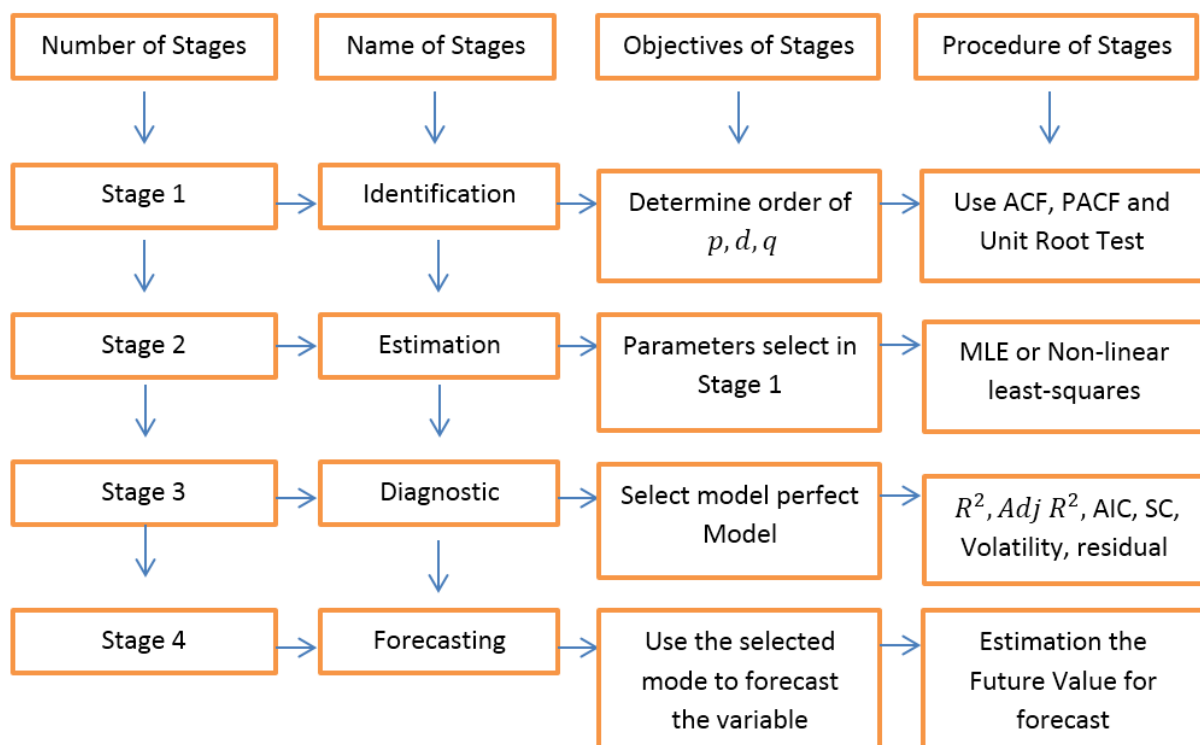 Number of Stages
Name of Stages
Objectives of Stages
Procedure of Stages
Stage 1
Identification
Determine order of
p, d, q
Use ACF, PACF and
Unit Root Test
Stage 2
Estimation
Parameters select in
Stage 1
MLE or Non-linear
least-squares
Stage 3
Diagnostic
Select model perfect
Model
R², Adj R², AIC, SC,
Volatility, residual
Stage 4
Forecasting
Use the selected
mode to forecast
the variable
Estimation the
Future Value for
forecast